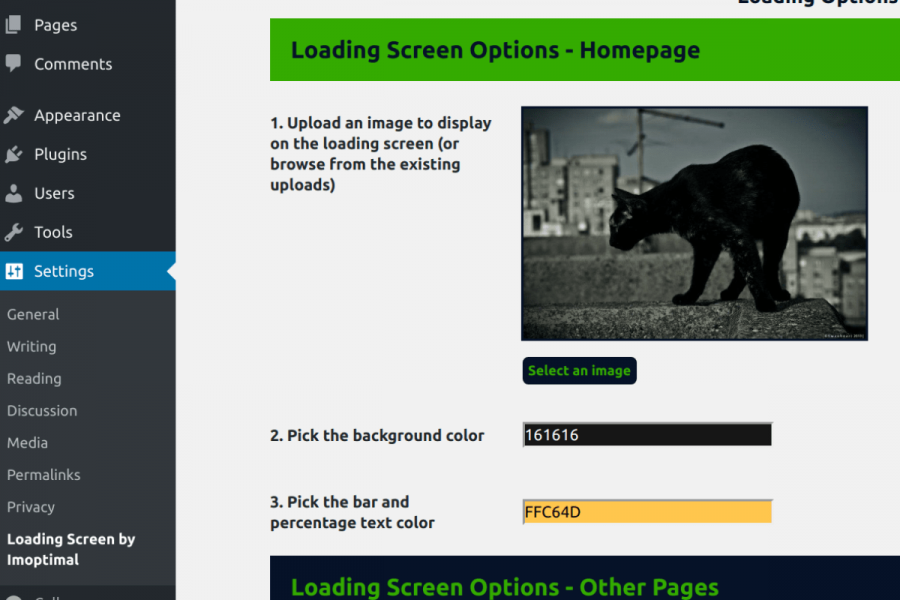 Loading Options
Pages
Comments
Appearance
Plugins
Users
Tools
Settings
General
Writing
Reading
Discussion
Media
Permalinks
Privacy
Loading Screen by
Imoptimal
Loading Screen Options - Homepage
1. Upload an image to display
on the loading screen (or
browse from the existing
uploads)
Select an image
2. Pick the background color
161616
3. Pick the bar and
percentage text color
FFC64D
Loading Screen Options - Other Pages